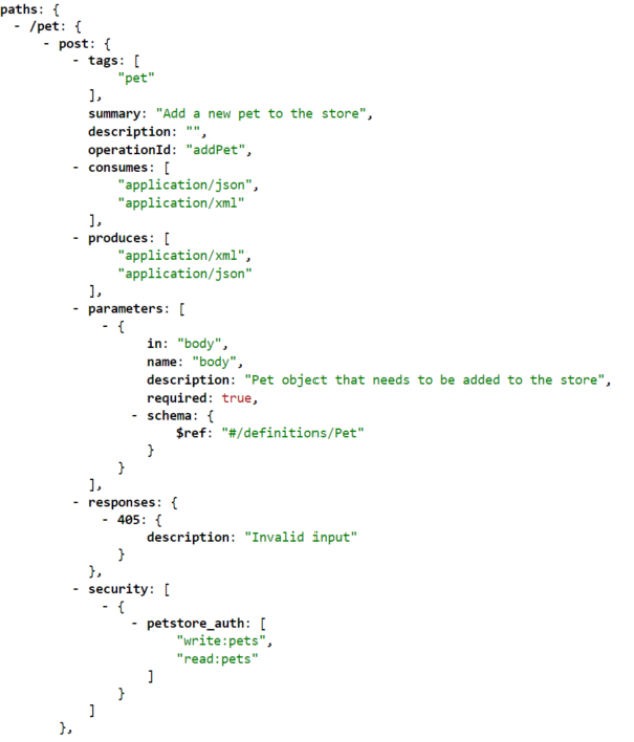 paths: {
- /pet: {
- post: {
- tags: [
"pet"
],
summary: "Add a new pet to the store",
description: "",
operationId: "addPet",
- consumes: [
"application/json",
"application/xml"
],
- produces: [
"application/xml",
"application/json"
],
- parameters: [
- {
in: "body",
name: "body",
description: "Pet object that needs to be added to the store",
required: true,
- schema: {
$ref: "#/definitions/Pet"
}
}
],
- responses: {
- 405: {
description: "Invalid input"
}
},
- security: [
- {
- petstore_auth: [
"write:pets",
"read:pets"
]
}
]
},